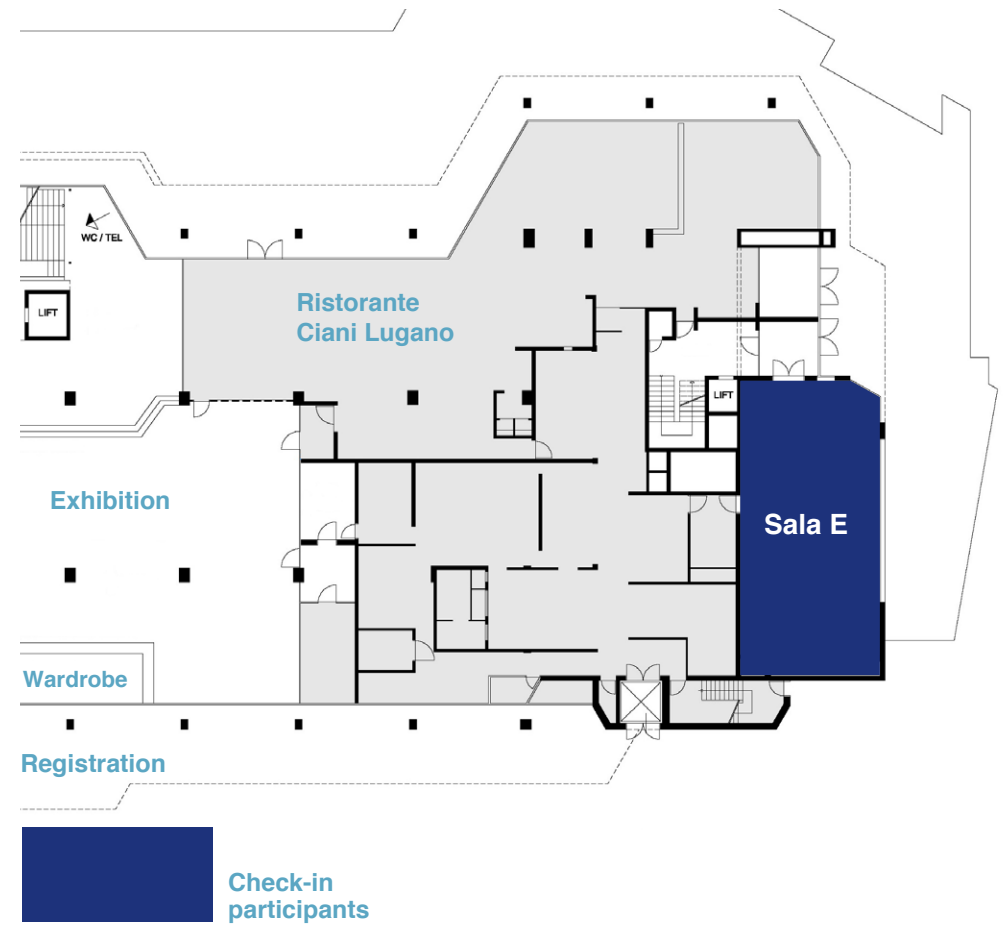 WC / TEL
LIFT
Ristorante
Ciani Lugano
LIFT
Exhibition
Sala E
Wardrobe
Registration
Check-in
participants